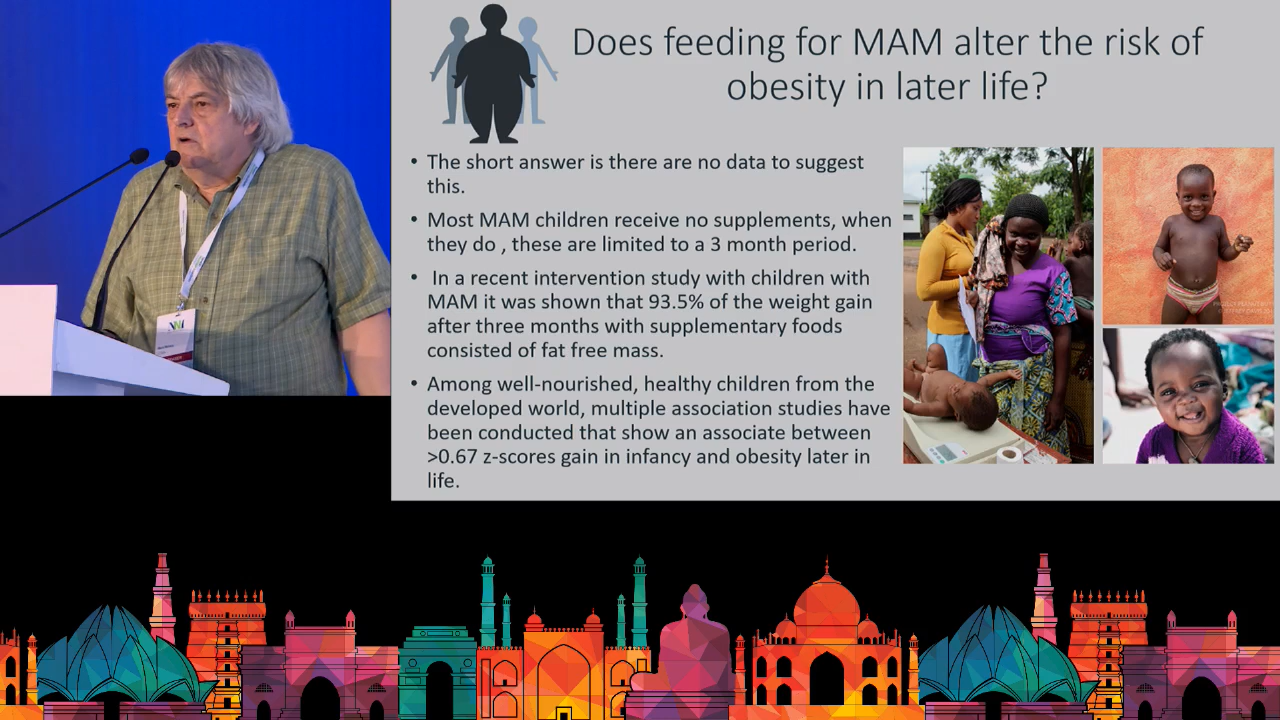 Does feeding for MAM alter the risk of
obesity in later life?
• The short answer is there are no data to suggest
this.
• Most MAM children receive no supplements, when
they do , these are limited to a 3 month period.
• In a recent intervention study with children with
MAM it was shown that 93.5% of the weight gain
after three months with supplementary foods
consisted of fat free mass.
• Among well-nourished, healthy children from the
developed world, multiple association studies have
been conducted that show an associate between
>0.67 z-scores gain in infancy and obesity later in
life.